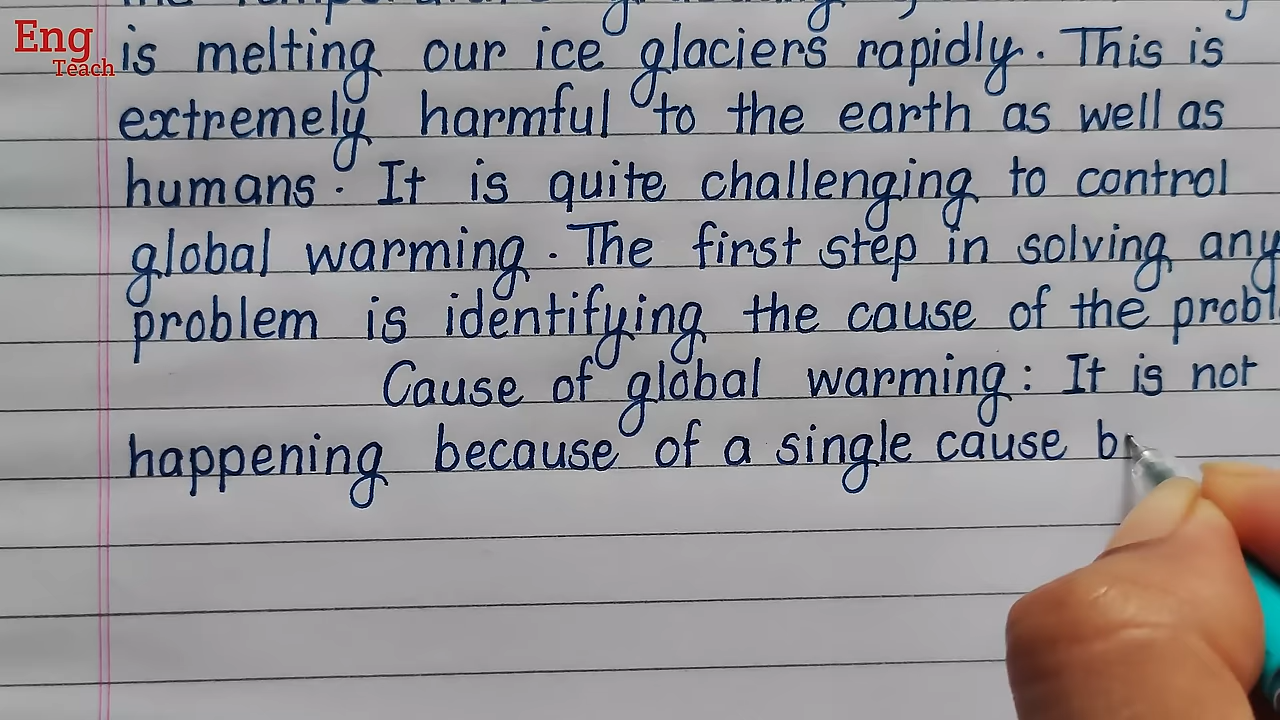 Eng
Teach
is melting our ice glaciers rapidly. This is
extremely harmful to the earth as well as
humans. It is quite challenging to control
global warming. The first step in solving any
problem is identifying the cause of the probl
Cause of global warming: It is not
happening because of a single cause b